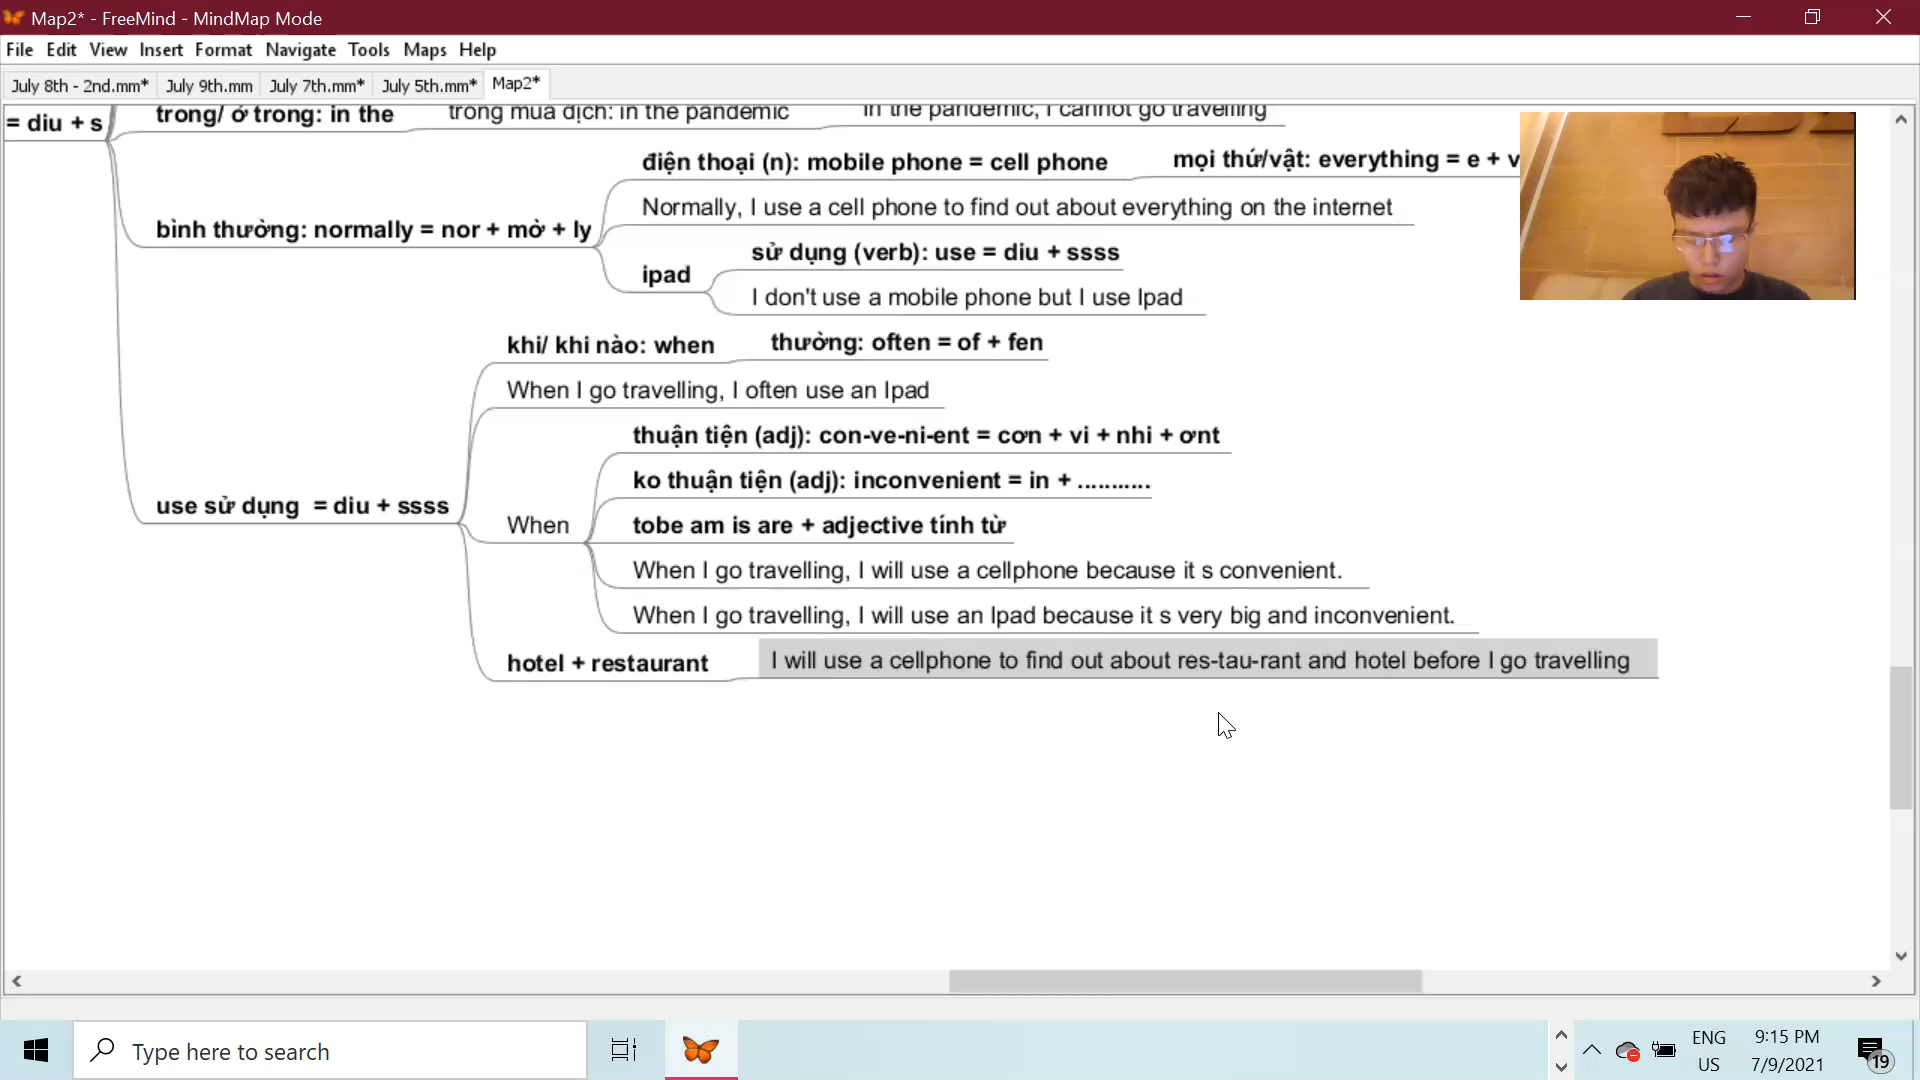 Map2* - FreeMind - MindMap Mode
File Edit View Insert Format Navigate Tools Maps Help
July 8th - 2nd.mm* July 9th.mm July 7th.mm* July 5th.mm* Map2*
= diu + s
trong/ ở trong: in the
trong mùa dịch: in the pandemic
In the pandemic, I cannot go travelling
điện thoại (n): mobile phone = cell phone
mọi thứ/vật: everything = e + v
Normally, I use a cell phone to find out about everything on the internet
bình thường: normally = nor + mờ + ly
sử dụng (verb): use = diu + ssss
ipad
I don't use a mobile phone but I use Ipad
khi/ khi nào: when
thường: often = of + fen
When I go travelling, I often use an Ipad
thuận tiện (adj): con-ve-ni-ent = cơn + vi + nhi + ơnt
ko thuận tiện (adj): inconvenient = in + ...........
use sử dụng = diu + ssss
When
tobe am is are + adjective tính từ
When I go travelling, I will use a cellphone because it s convenient.
When I go travelling, I will use an Ipad because it s very big and inconvenient.
hotel + restaurant
I will use a cellphone to find out about res-tau-rant and hotel before I go travelling
Type here to search
ENG
US
9:15 PM
7/9/2021
19